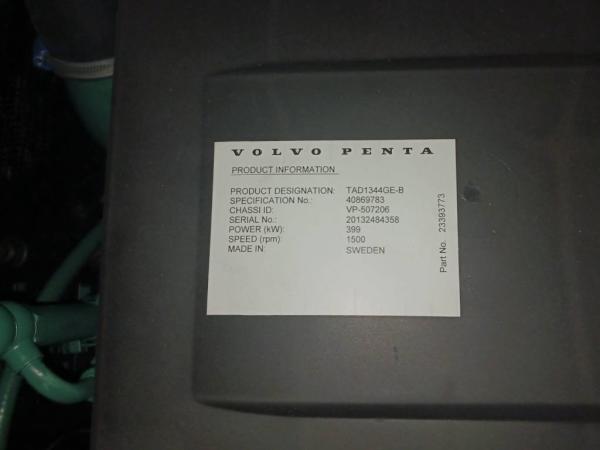 VOLVO PENTA
PRODUCT INFORMATION
PRODUCT DESIGNATION: TAD1344GE-B
SPECIFICATION No.: 40869783
CHASSI ID: VP-507206
SERIAL No.: 20132484358
POWER (kW): 399
SPEED (rpm): 1500
MADE IN: SWEDEN
Part No. 23393773